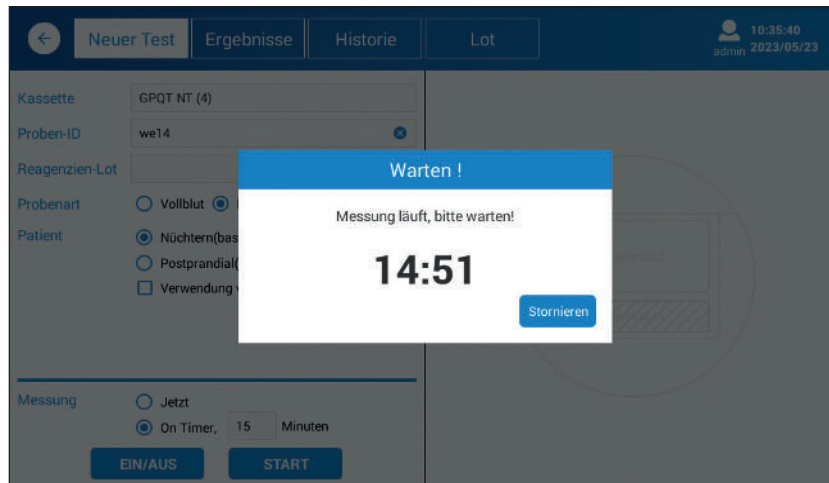 Neuer Test Ergebnisse Historie Lot
10:35:40
admin 2023/05/23
Kassette GPQT NT (4)
Proben-ID we14
Reagenzien-Lot
Warten !
Probenart Vollblut
Messung läuft, bitte warten!
Patient Nüchtern(bas
Postprandial(
14:51
Verwendung
Stornieren
Messung Jetzt
On Timer, 15 Minuten
EIN/AUS START